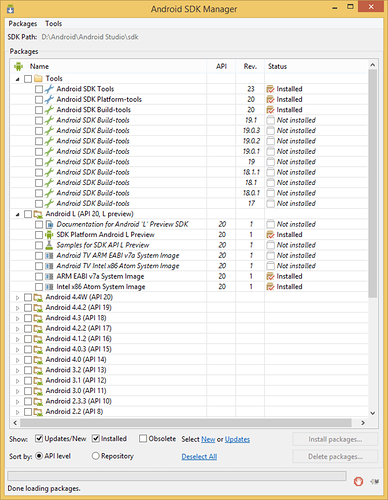 Android SDK Manager
Packages Tools
SDK Path: D:\Android\Android Studio\sdk
Packages
Name API Rev. Status
Tools
Android SDK Tools 23 Installed
Android SDK Platform-tools 20 Installed
Android SDK Build-tools 20 Installed
Android SDK Build-tools 19.1 Not installed
Android SDK Build-tools 19.0.3 Not installed
Android SDK Build-tools 19.0.2 Not installed
Android SDK Build-tools 19.0.1 Not installed
Android SDK Build-tools 19 Not installed
Android SDK Build-tools 18.1.1 Not installed
Android SDK Build-tools 18.1 Not installed
Android SDK Build-tools 18.0.1 Not installed
Android SDK Build-tools 17 Not installed
Android L (API 20, L preview)
Documentation for Android 'L' Preview SDK 20 1 Not installed
SDK Platform Android L Preview 20 1 Installed
Samples for SDK API L Preview 20 1 Not installed
Android TV ARM EABI v7a System Image 20 1 Not installed
Android TV Intel x86 Atom System Image 20 1 Not installed
ARM EABI v7a System Image 20 1 Installed
Intel x86 Atom System Image 20 1 Installed
Android 4.4W (API 20)
Android 4.4.2 (API 19)
Android 4.3 (API 18)
Android 4.2.2 (API 17)
Android 4.1.2 (API 16)
Android 4.0.3 (API 15)
Android 4.0 (API 14)
Android 3.2 (API 13)
Android 3.1 (API 12)
Android 3.0 (API 11)
Android 2.3.3 (API 10)
Android 2.2 (API 8)
Show: Updates/New Installed Obsolete Select New or Updates Install packages...
Sort by: API level Repository Deselect All Delete packages...
Done loading packages.